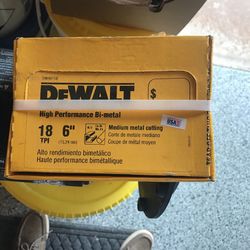 DEWALT
$
High Performance Bi-metal
18 6"
TPI
Medium metal cutting
Corte de metales mediano
Coupe de métal moyen
USA
Alto rendimiento bimetálico
Haute performance bimétallique